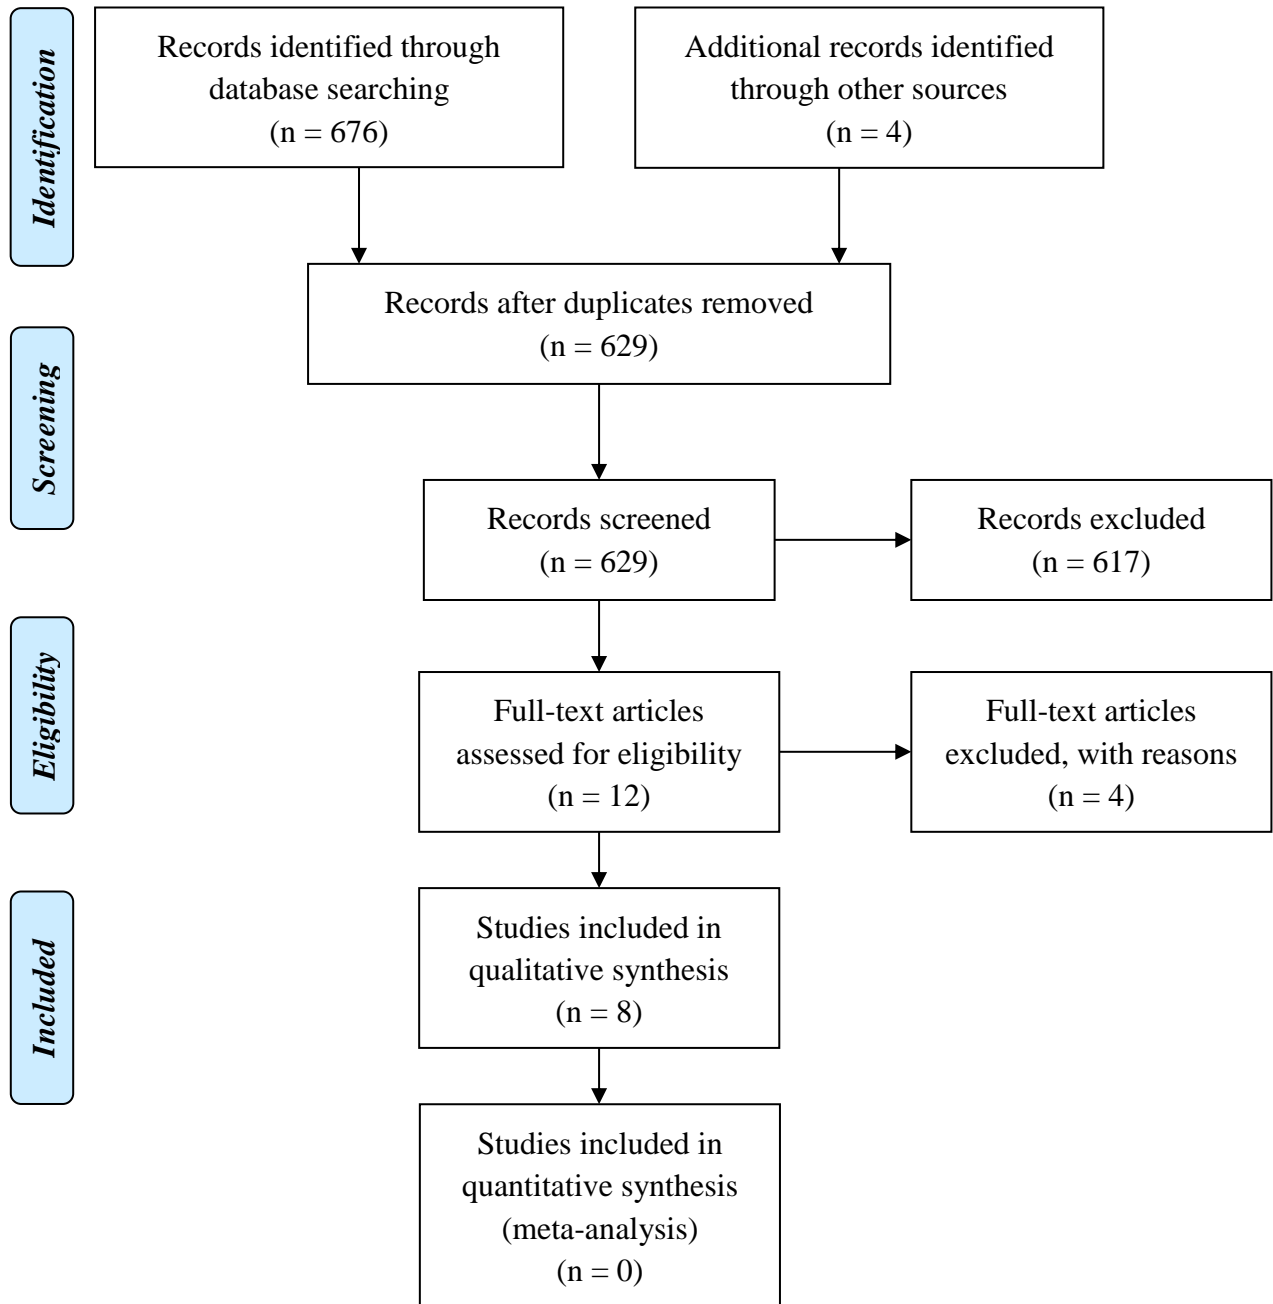 Identification
Records identified through
database searching
(n = 676)
Additional records identified
through other sources
(n = 4)
Records after duplicates removed
(n = 629)
Screening
Records screened
(n = 629)
Records excluded
(n = 617)
Eligibility
Full-text articles
assessed for eligibility
(n = 12)
Full-text articles
excluded, with reasons
(n = 4)
Included
Studies included in
qualitative synthesis
(n = 8)
Studies included in
quantitative synthesis
(meta-analysis)
(n = 0)